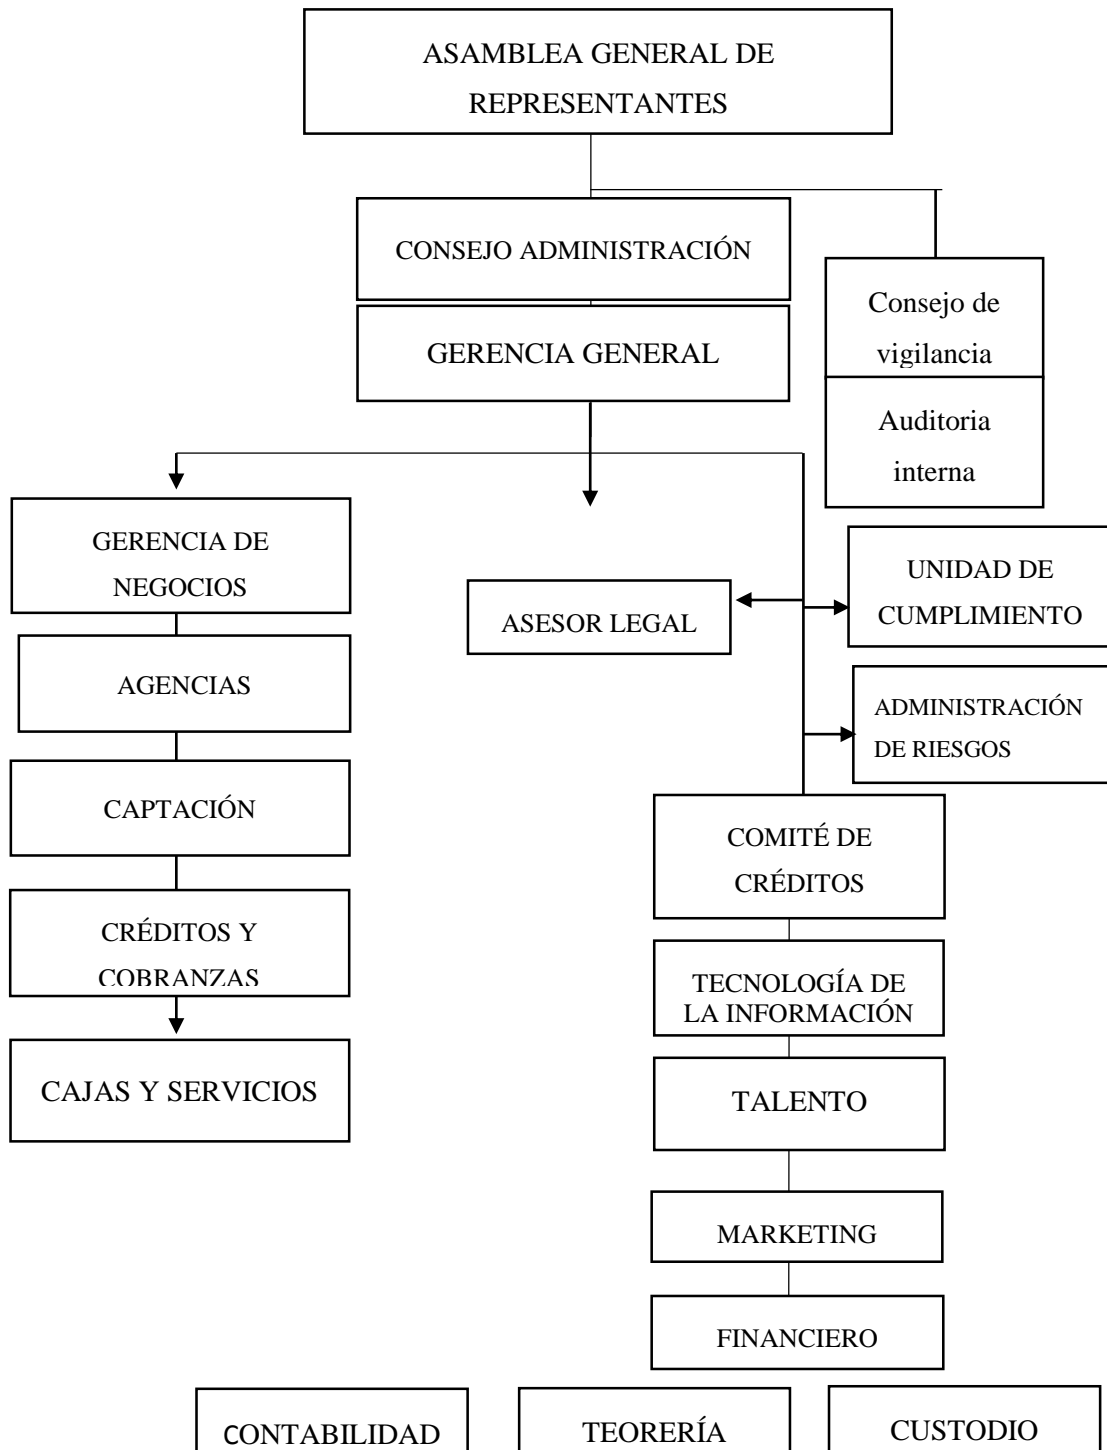 ASAMBLEA GENERAL DE
REPRESENTANTES
CONSEJO ADMINISTRACIÓN
GERENCIA GENERAL
Consejo de
vigilancia
Auditoria
interna
GERENCIA DE
NEGOCIOS
AGENCIAS
CAPTACIÓN
CRÉDITOS Y
COBRANZAS
CAJAS Y SERVICIOS
ASESOR LEGAL
UNIDAD DE
CUMPLIMIENTO
ADMINISTRACIÓN
DE RIESGOS
COMITÉ DE
CRÉDITOS
TECNOLOGÍA DE
LA INFORMACIÓN
TALENTO
MARKETING
FINANCIERO
CONTABILIDAD
TEORERÍA
CUSTODIO